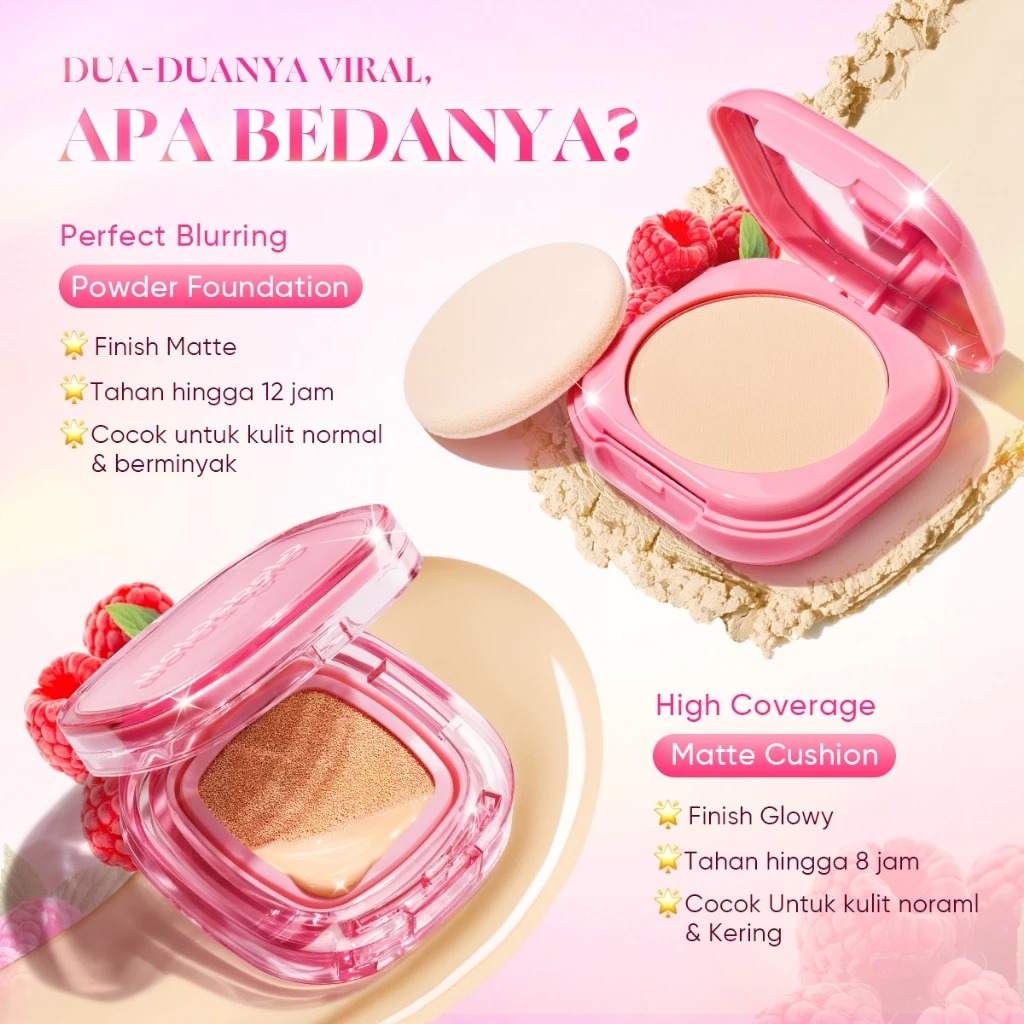 DUA-DUANYA VIRAL,
APA BEDANYA?
Perfect Blurring
Powder Foundation
Finish Matte
Tahan hingga 12 jam
Cocok untuk kulit normal
& berminyak
High Coverage
Matte Cushion
Finish Glowy
Tahan hingga 8 jam
Cocok Untuk kulit noraml
& Kering